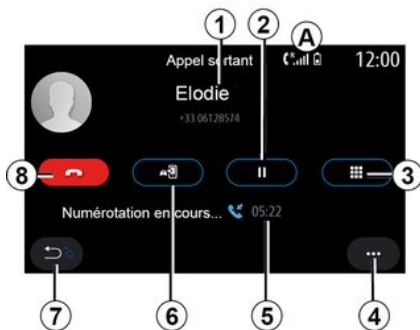 1
2
A
Appel sortant
R
12:00
Elodie
+33 06128574
8
3
Numérotation en cours... 05:22
7
6
5
4